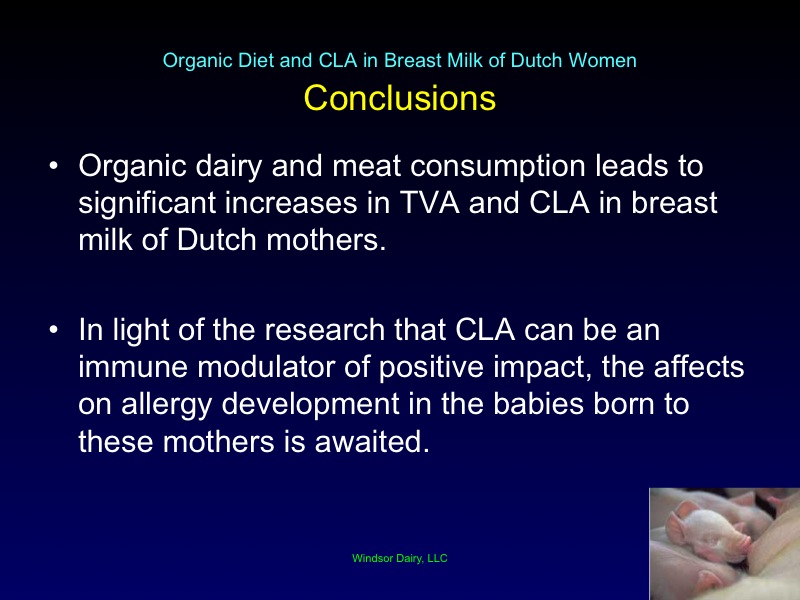 Organic Diet and CLA in Breast Milk of Dutch Women
Conclusions
• Organic dairy and meat consumption leads to
significant increases in TVA and CLA in breast
milk of Dutch mothers.
• In light of the research that CLA can be an
immune modulator of positive impact, the affects
on allergy development in the babies born to
these mothers is awaited.
Windsor Dairy, LLC